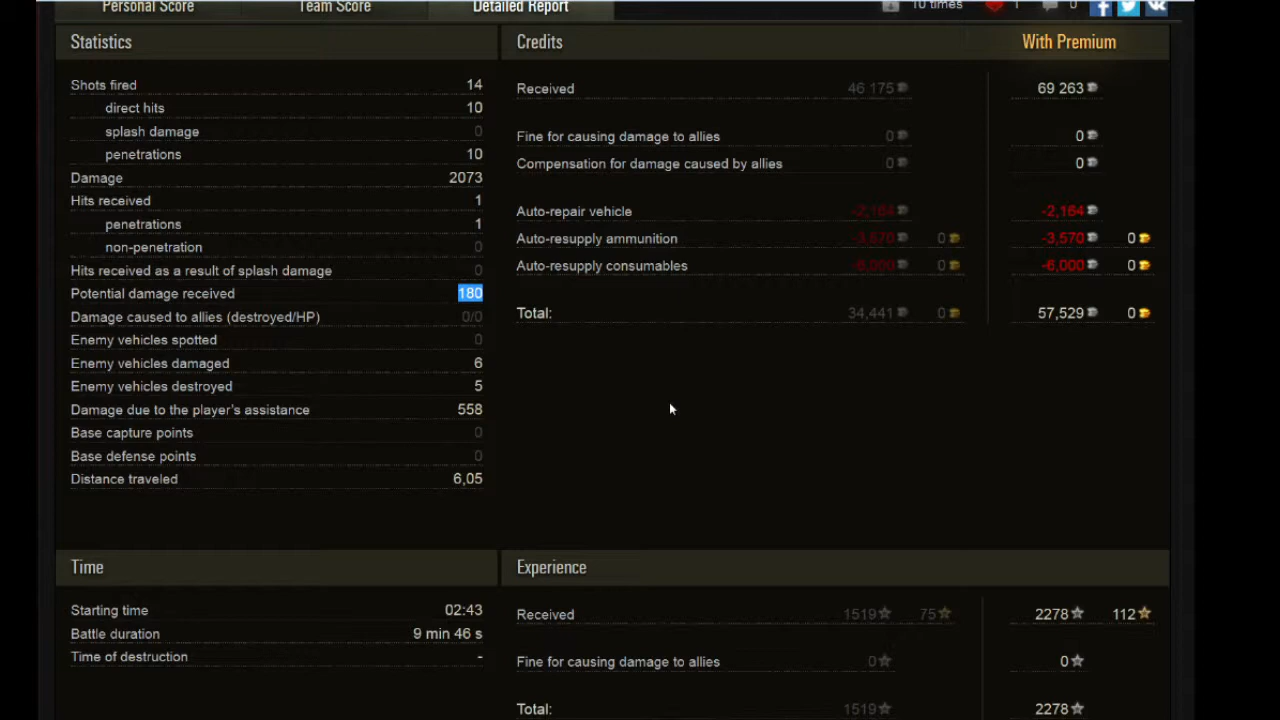 Personal Score Team Score Detailed Report 10 times 1 0
Statistics
Shots fired 14
direct hits 10
splash damage 0
penetrations 10
Damage 2073
Hits received 1
penetrations 1
non-penetration 0
Hits received as a result of splash damage 0
Potential damage received 180
Damage caused to allies (destroyed/HP) 0/0
Enemy vehicles spotted 0
Enemy vehicles damaged 6
Enemy vehicles destroyed 5
Damage due to the player's assistance 558
Base capture points 0
Base defense points 0
Distance traveled 6,05
Credits With Premium
Received 46 175 69 263
Fine for causing damage to allies 0 0
Compensation for damage caused by allies 0 0
Auto-repair vehicle -2,164 -2,164
Auto-resupply ammunition -3,570 0 -3,570 0
Auto-resupply consumables -6,000 0 -6,000 0
Total: 34,441 0 57,529 0
Time
Starting time 02:43
Battle duration 9 min 46 s
Time of destruction -
Experience
Received 1519 75 2278 112
Fine for causing damage to allies 0 0
Total: 1519 2278